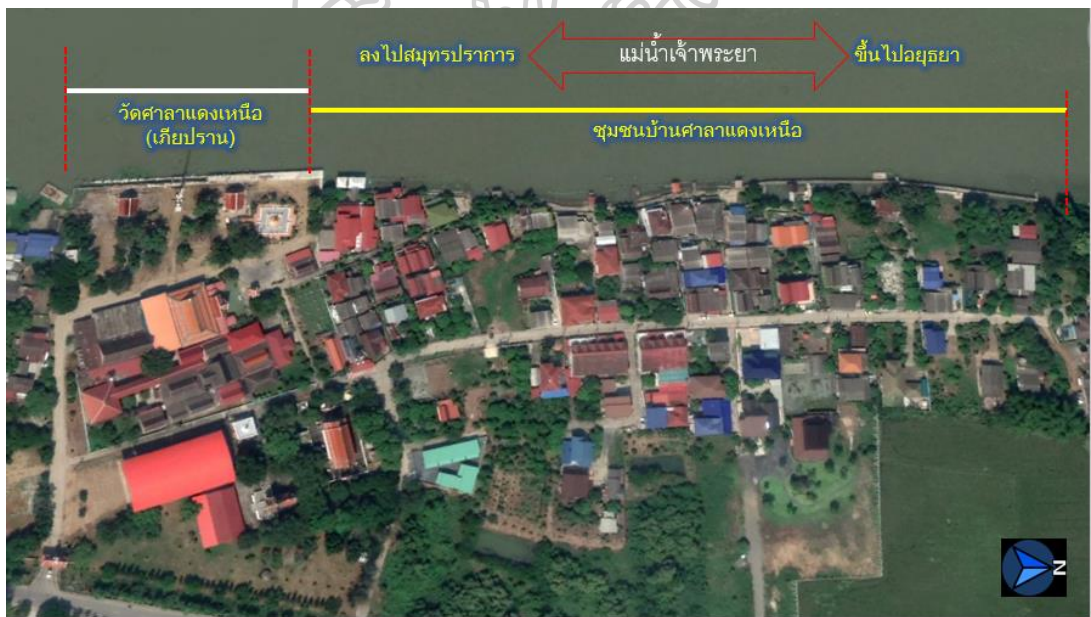 ลงไปสมุทรปราการ
แม่น้ำเจ้าพระยา
ขึ้นไปอยุธยา
วัดศาลาแดงเหนือ
(เภียปราน)
ชุมชนบ้านศาลาแดงเหนือ
N